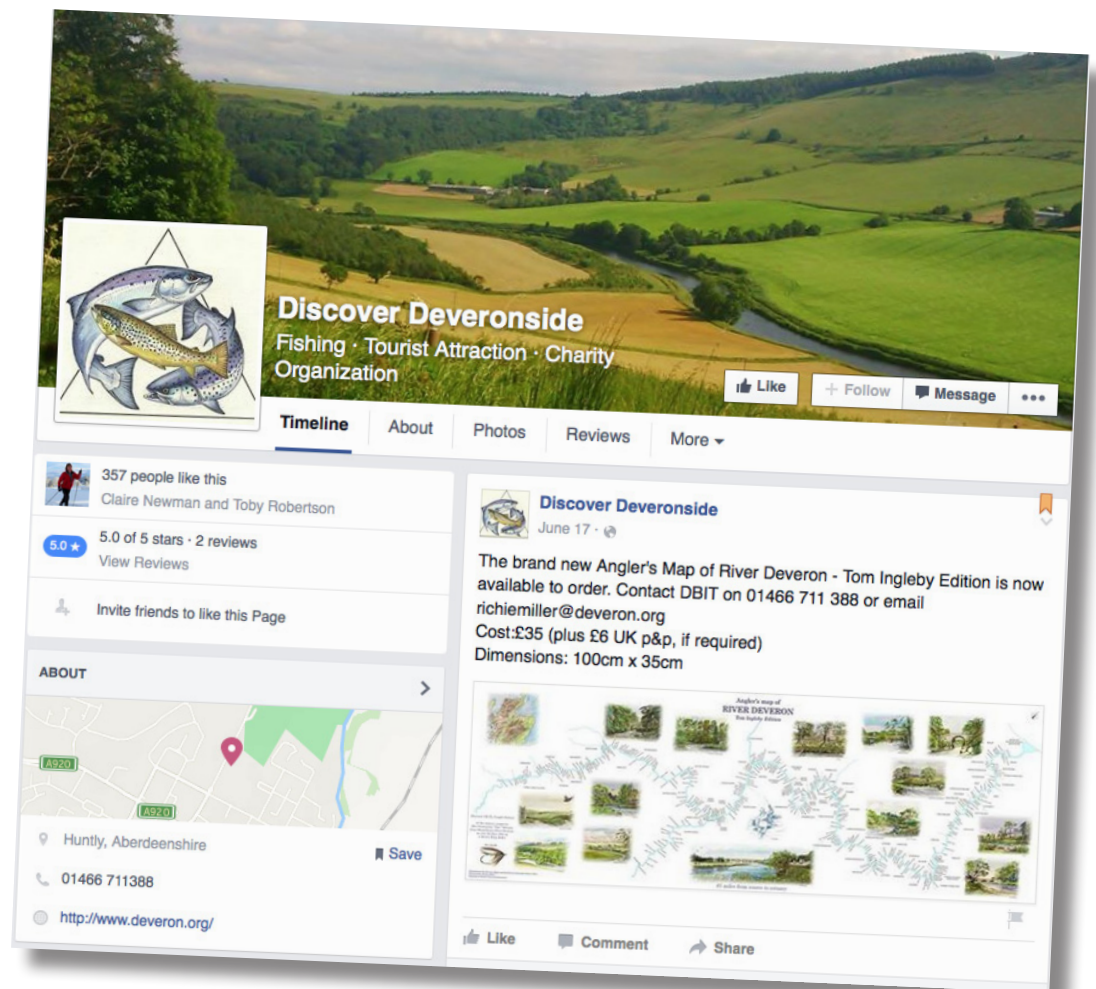 Discover Deveronside
Fishing · Tourist Attraction · Charity
Organization
Like
+ Follow
Message
Timeline
About
Photos
Reviews
More
357 people like this
Claire Newman and Toby Robertson
5.0 ★
5.0 of 5 stars · 2 reviews
View Reviews
Invite friends to like this Page
ABOUT
A920
A920
Huntly, Aberdeenshire
Save
01466 711388
http://www.deveron.org/
Discover Deveronside
June 17 ·
The brand new Angler's Map of River Deveron - Tom Ingleby Edition is now
available to order. Contact DBIT on 01466 711 388 or email
richiemiller@deveron.org
Cost:£35 (plus £6 UK p&p, if required)
Dimensions: 100cm x 35cm
Angler's map of
RIVER DEVERON
Tom Ingleby Edition
Like
Comment
Share